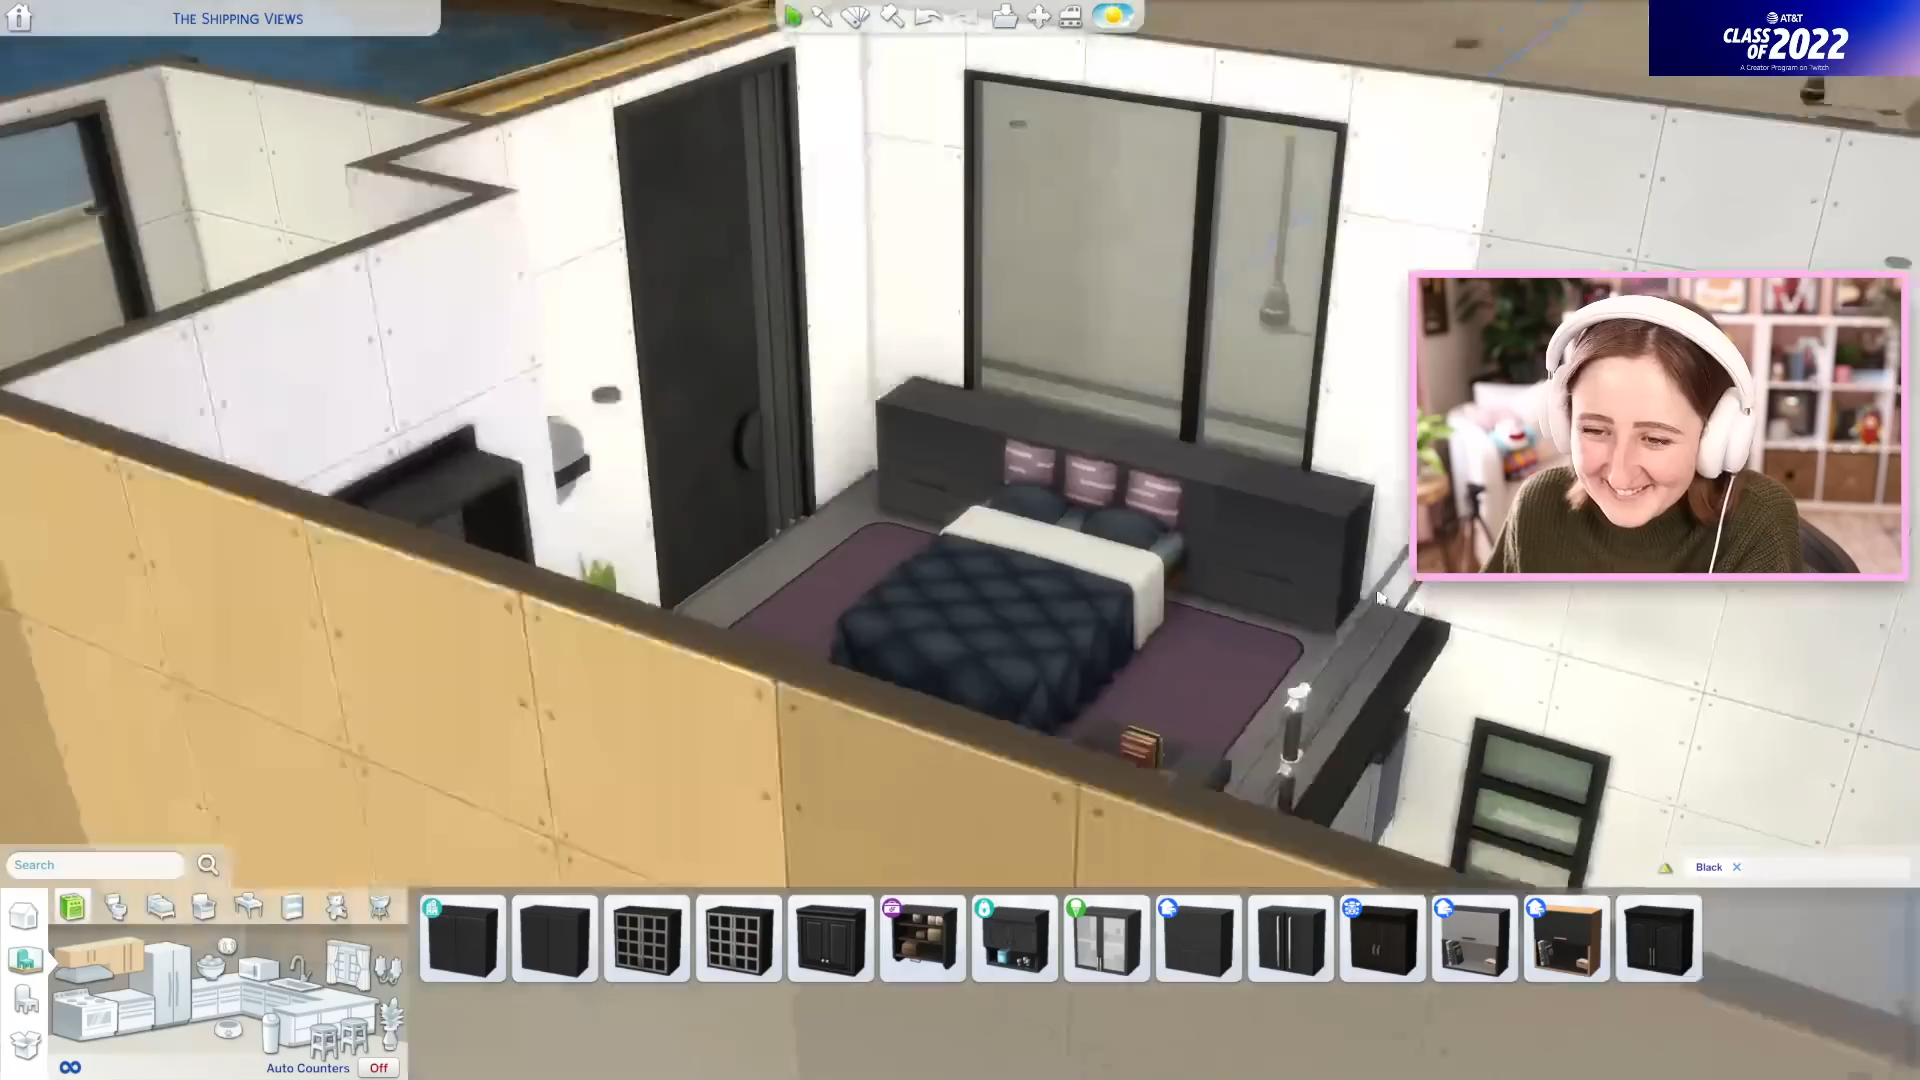 The Shipping Views
AT&T
CLASS
OF 2022
A Creator Program on Twitch
Search
Black
Auto Counters
Off